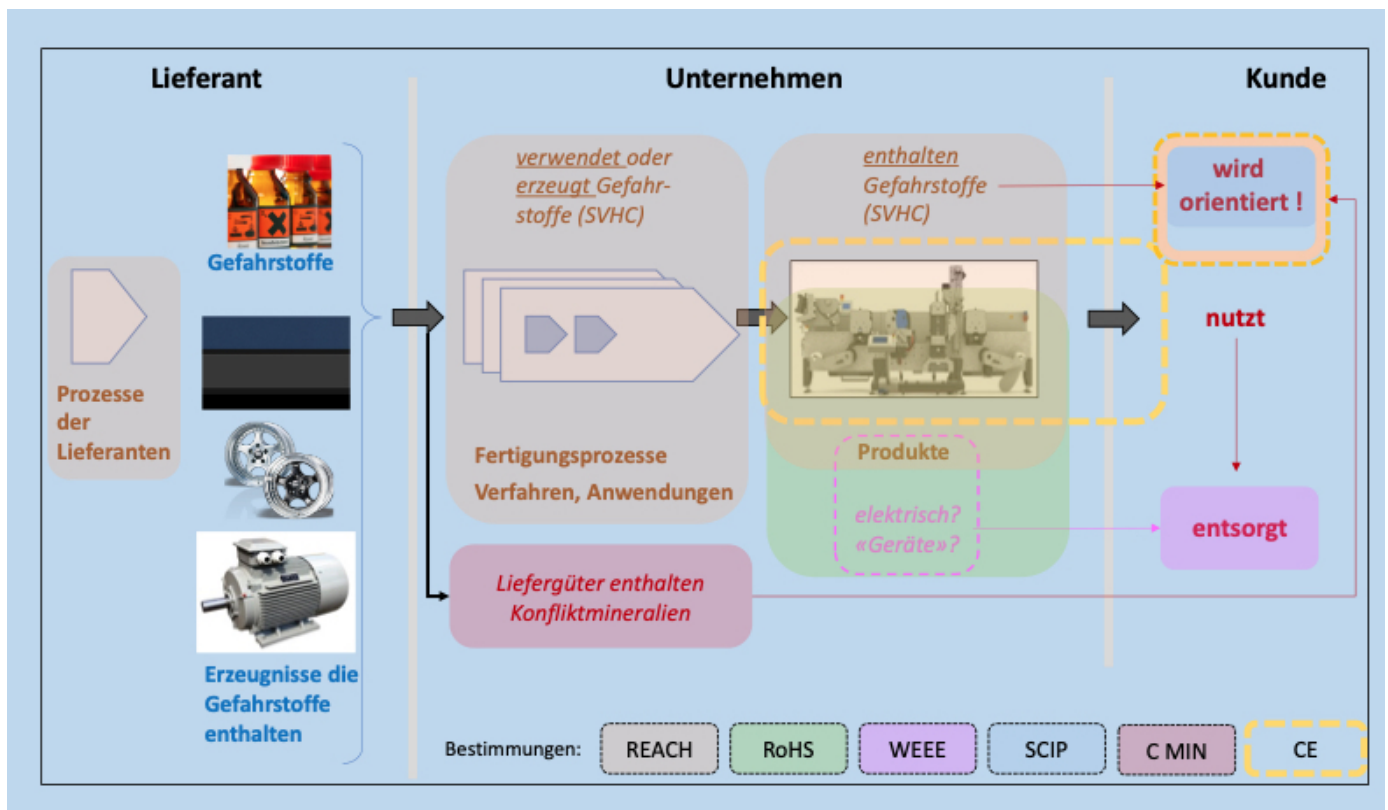 Lieferant
Unternehmen
Kunde
Gefahrstoffe
Prozesse
der
Lieferanten
Erzeugnisse die
Gefahrstoffe
enthalten
verwendet oder
erzeugt Gefahr-
stoffe (SVHC)
Fertigungsprozesse
Verfahren, Anwendungen
Liefergüter enthalten
Konfliktmineralien
enthalten
Gefahrstoffe
(SVHC)
Produkte
elektrisch?
«Geräte»?
wird
orientiert !
nutzt
entsorgt
Bestimmungen:
REACH
RoHS
WEEE
SCIP
C MIN
CE